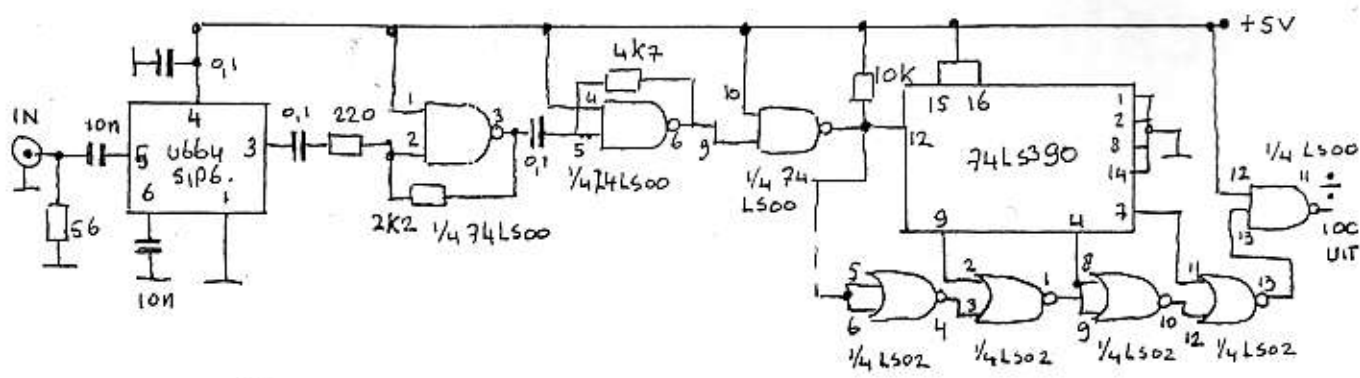 +5V
4K7
0,1
10K
IN
10n
4
0,1
220
1
2
3
4
5
6
10
9
15 16
12
74LS390
1
2
8
14
7
9
4
1/4 LS00
12
11
13
÷
10C
UIT
5
U664
SIP6.
3
6
1
56
10n
2K2
1/4 74LS00
0,1
1/4 74LS00
1/4 74
LS00
5
6
4
2
3
1
8
9
10
11
12
13
1/4 LS02
1/4 LS02
1/4 LS02
1/4 LS02